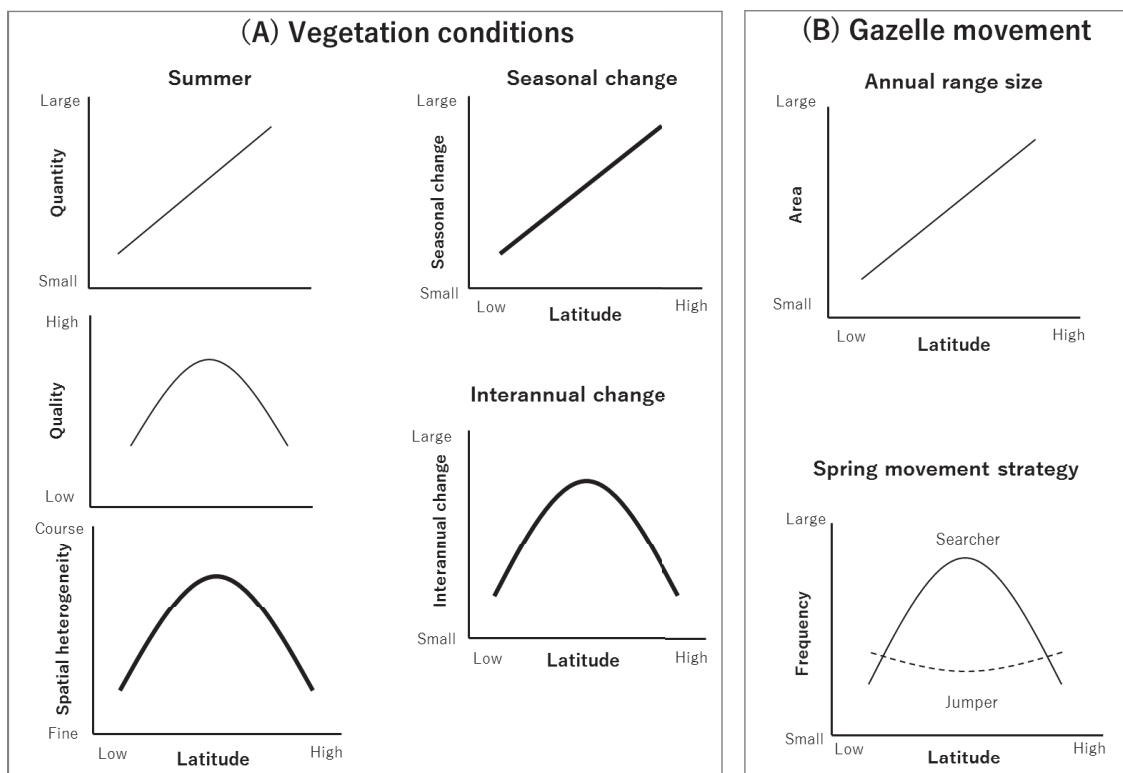 (A) Vegetation conditions
Summer
Large
Quantity
Small
High
Quality
Low
Course
Spatial heterogeneity
Fine
Low
Latitude
High
Seasonal change
Large
Seasonal change
Small
Low
Latitude
High
Interannual change
Large
Interannual change
Small
Low
Latitude
High
(B) Gazelle movement
Annual range size
Large
Area
Small
Low
Latitude
High
Spring movement strategy
Large
Searcher
Frequency
Jumper
Small
Low
Latitude
High